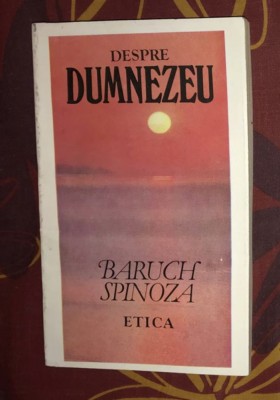 DESPRE
DUMNEZEU
BARUCH
SPINOZA
ETICA